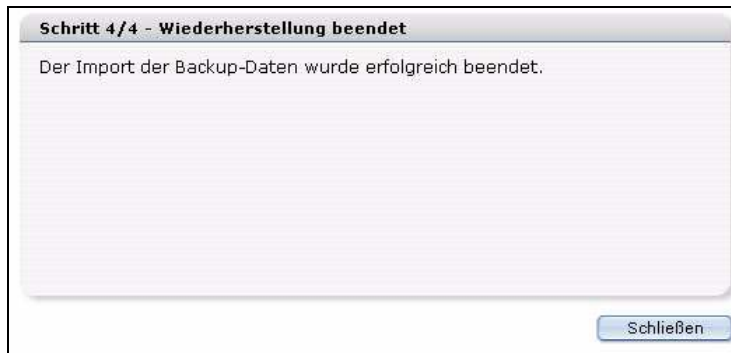 Schritt 4/4 - Wiederherstellung beendet
Der Import der Backup-Daten wurde erfolgreich beendet.
Schließen